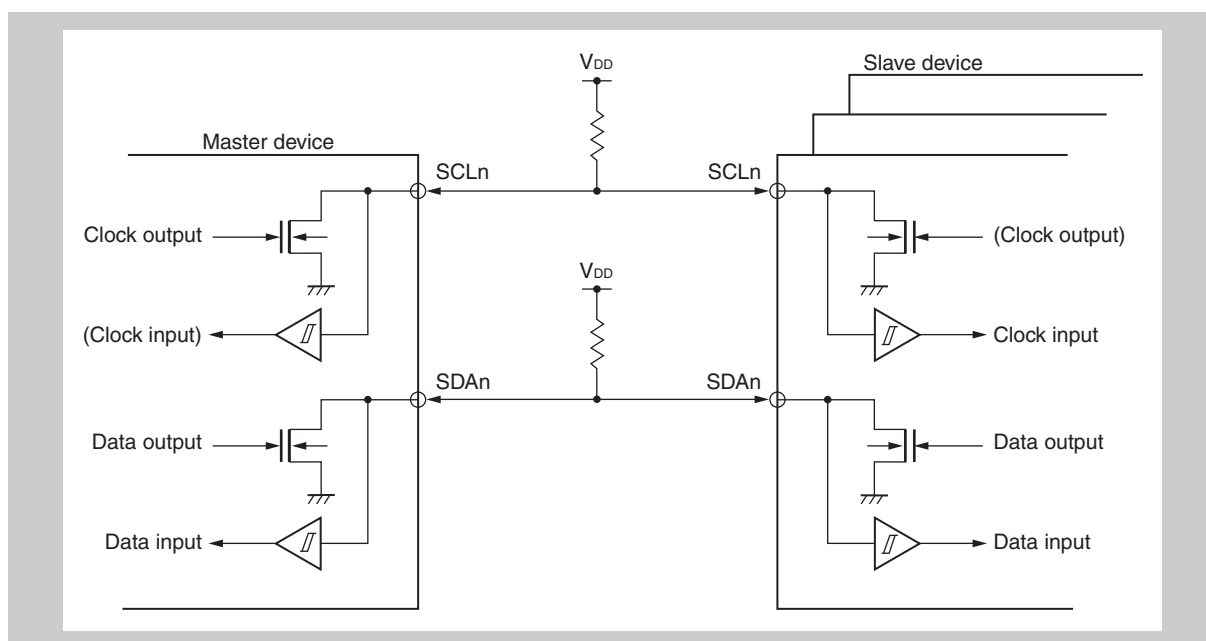 VDD
Slave device
Master device
SCLn
SCLn
Clock output
(Clock output)
VDD
(Clock input)
Clock input
SDAn
SDAn
Data output
Data output
Data input
Data input